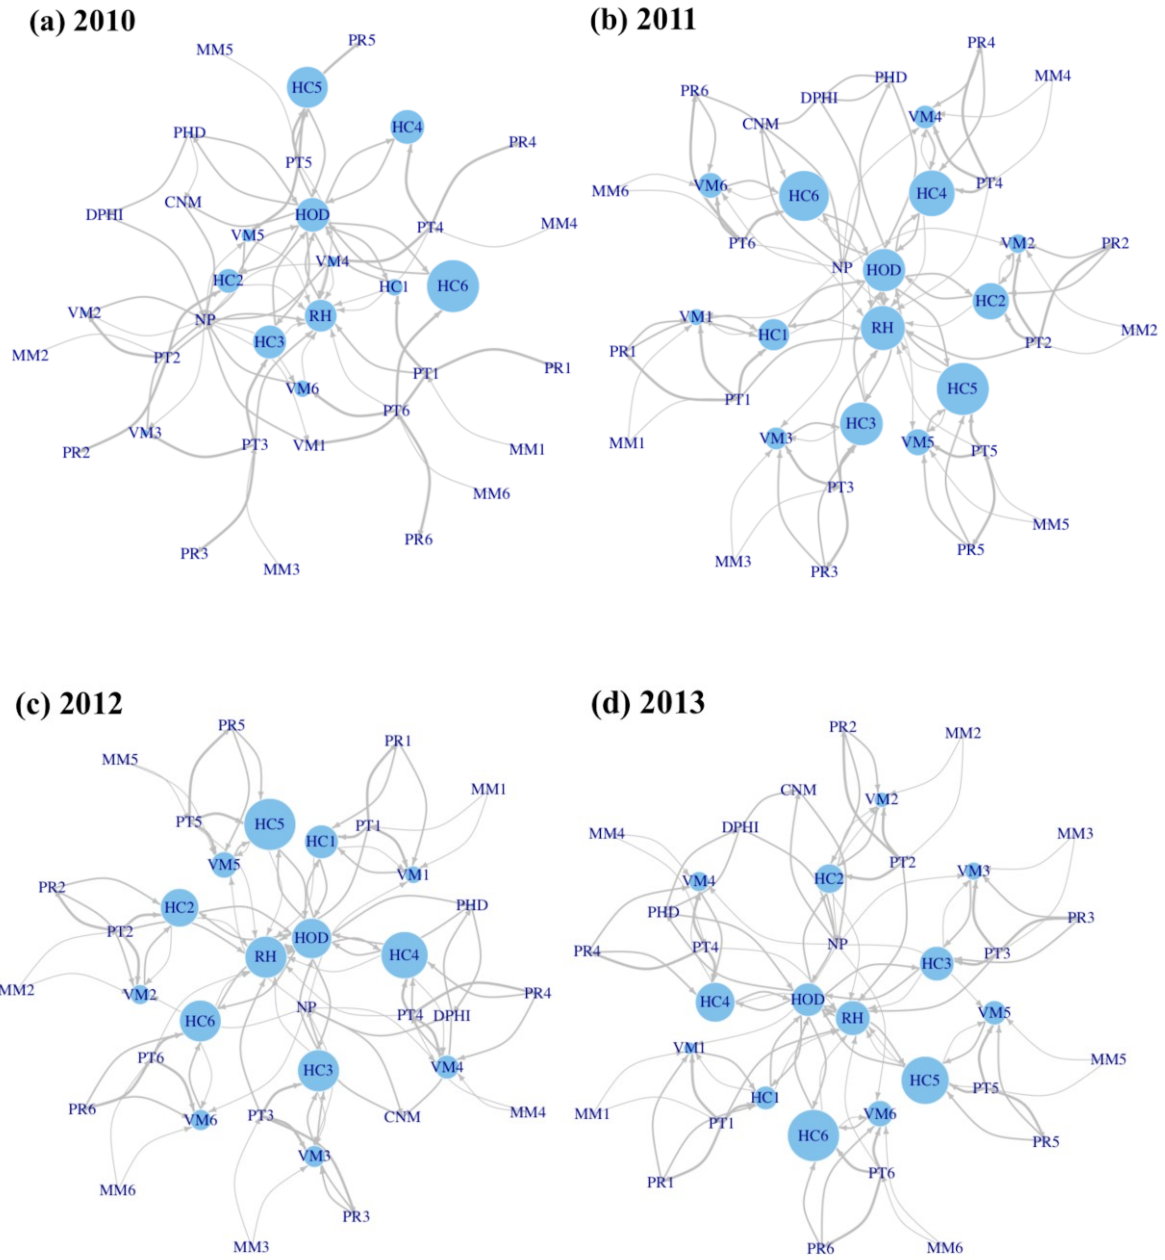 (a) 2010
PR5
MM5
HC5
HC4
PHD
PR4
PT5
CNM
DPHI
HOD
MM4
PT4
VM5
VM4
HC2
HC1
HC6
VM2
NP
RH
HC3
MM2
PT2
PR1
PT1
VM6
PT6
VM3
PT3
VM1
PR2
MM1
MM6
PR6
PR3
MM3
(b) 2011
PR4
MM4
PHD
PR6
DPHI
VM4
CNM
PT4
VM6
MM6
HC6
HC4
PT6
VM2
PR2
NP
HOD
HC2
VM1
RH
MM2
HC1
PT2
PR1
HC5
PT1
HC3
VM3
VM5
MM1
PT5
PT3
MM5
PR5
MM3
PR3
(c) 2012
PR5
PR1
MM5
MM1
PT5
HC5
PT1
HC1
VM5
VM1
PR2
HC2
PHD
PT2
HOD
RH
HC4
MM2
VM2
PR4
NP
PT4
DPHI
HC6
PT6
HC3
VM4
PR6
VM6
PT3
CNM
MM4
VM3
MM6
PR3
MM3
(d) 2013
PR2
MM2
CNM
VM2
DPHI
MM4
MM3
PT2
VM4
HC2
VM3
PHD
PR3
PR4
PT4
NP
PT3
HC3
HC4
HOD
RH
VM5
VM1
MM5
HC5
PT5
HC1
MM1
VM6
PT1
HC6
PR5
PR1
PT6
PR6
MM6